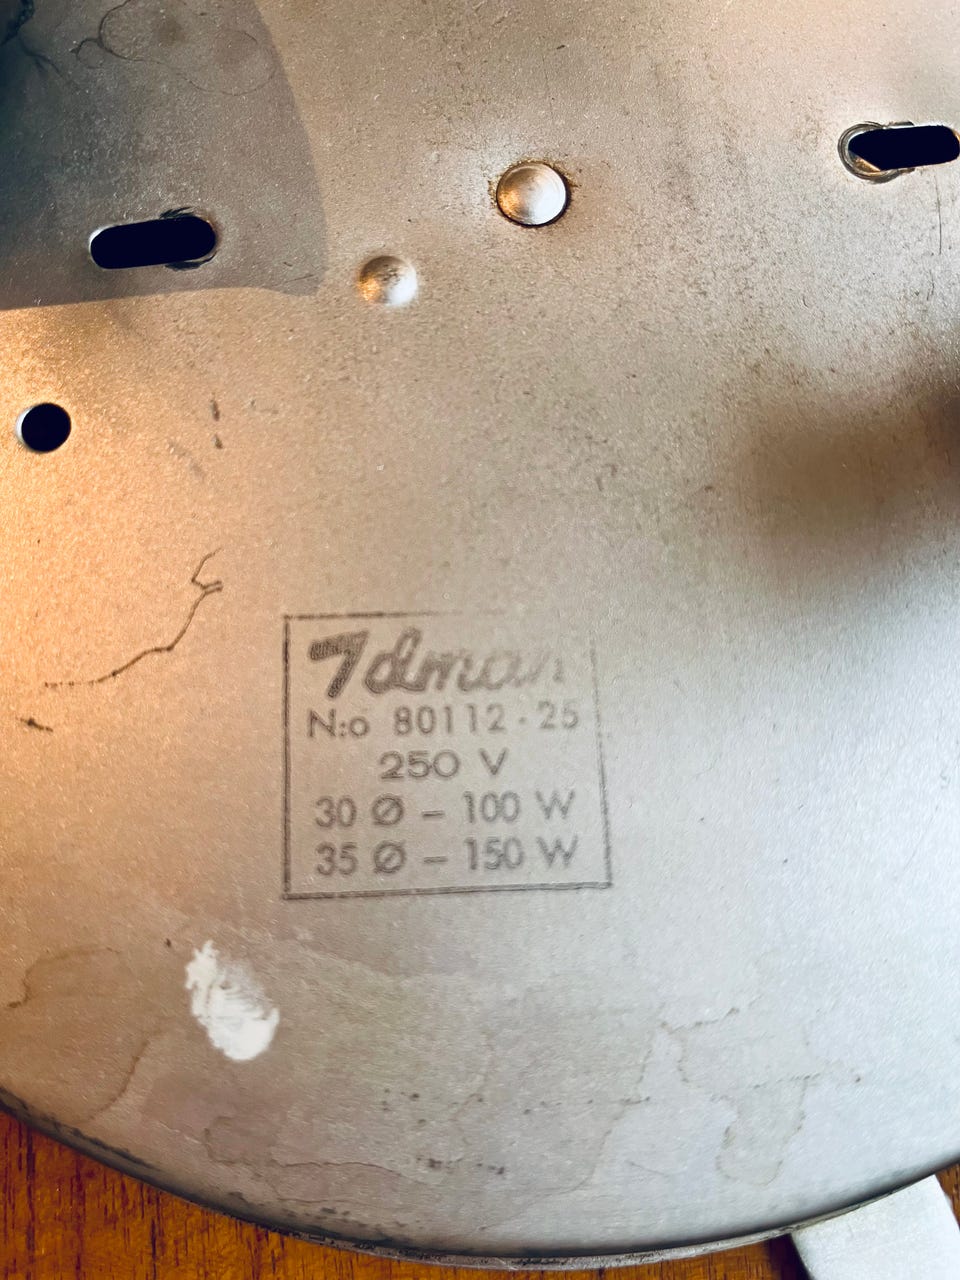 Idman
N:o 80112-25
250 V
30 Ø – 100 W
35 Ø – 150 W